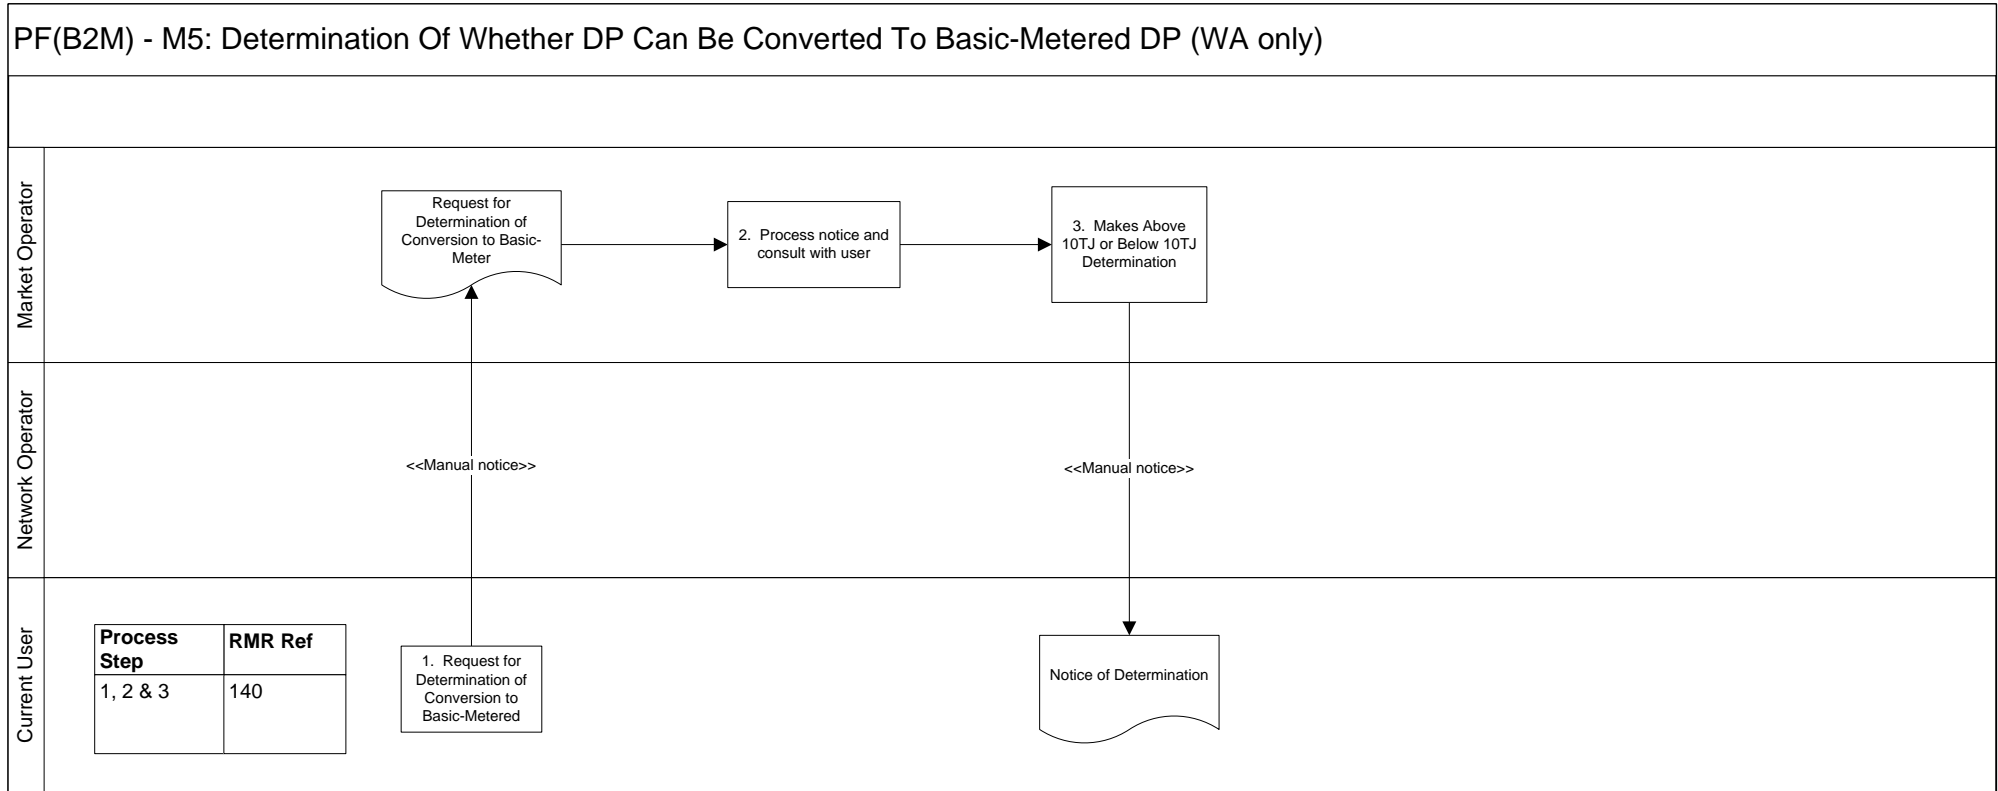 PF(B2M) - M5: Determination Of Whether DP Can Be Converted To Basic-Metered DP (WA only)
Market Operator
Request for
Determination of
Conversion to Basic-
Meter
2. Process notice and
consult with user
3. Makes Above
10TJ or Below 10TJ
Determination
Network Operator
<<Manual notice>>
<<Manual notice>>
Current User
Process
Step
RMR Ref
1, 2 & 3
140
1. Request for
Determination of
Conversion to
Basic-Metered
Notice of Determination